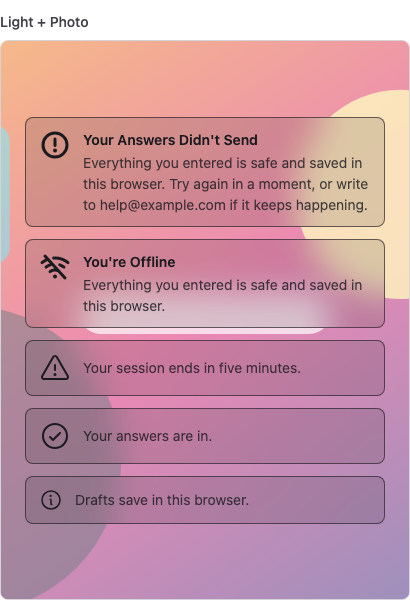 Light + Photo
Your Answers Didn't Send
Everything you entered is safe and saved in
this browser. Try again in a moment, or write
to help@example.com if it keeps happening.
You're Offline
Everything you entered is safe and saved in
this browser.
Your session ends in five minutes.
Your answers are in.
Drafts save in this browser.